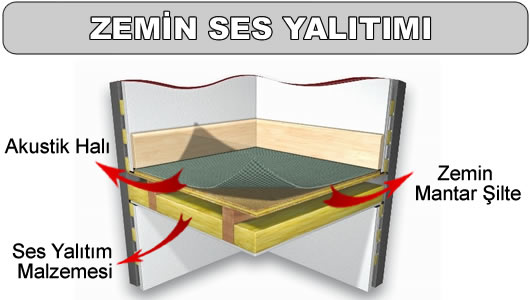 ZEMİN SES YALITIMI
Akustik Halı
Zemin
Mantar Şilte
Ses Yalıtım
Malzemesi